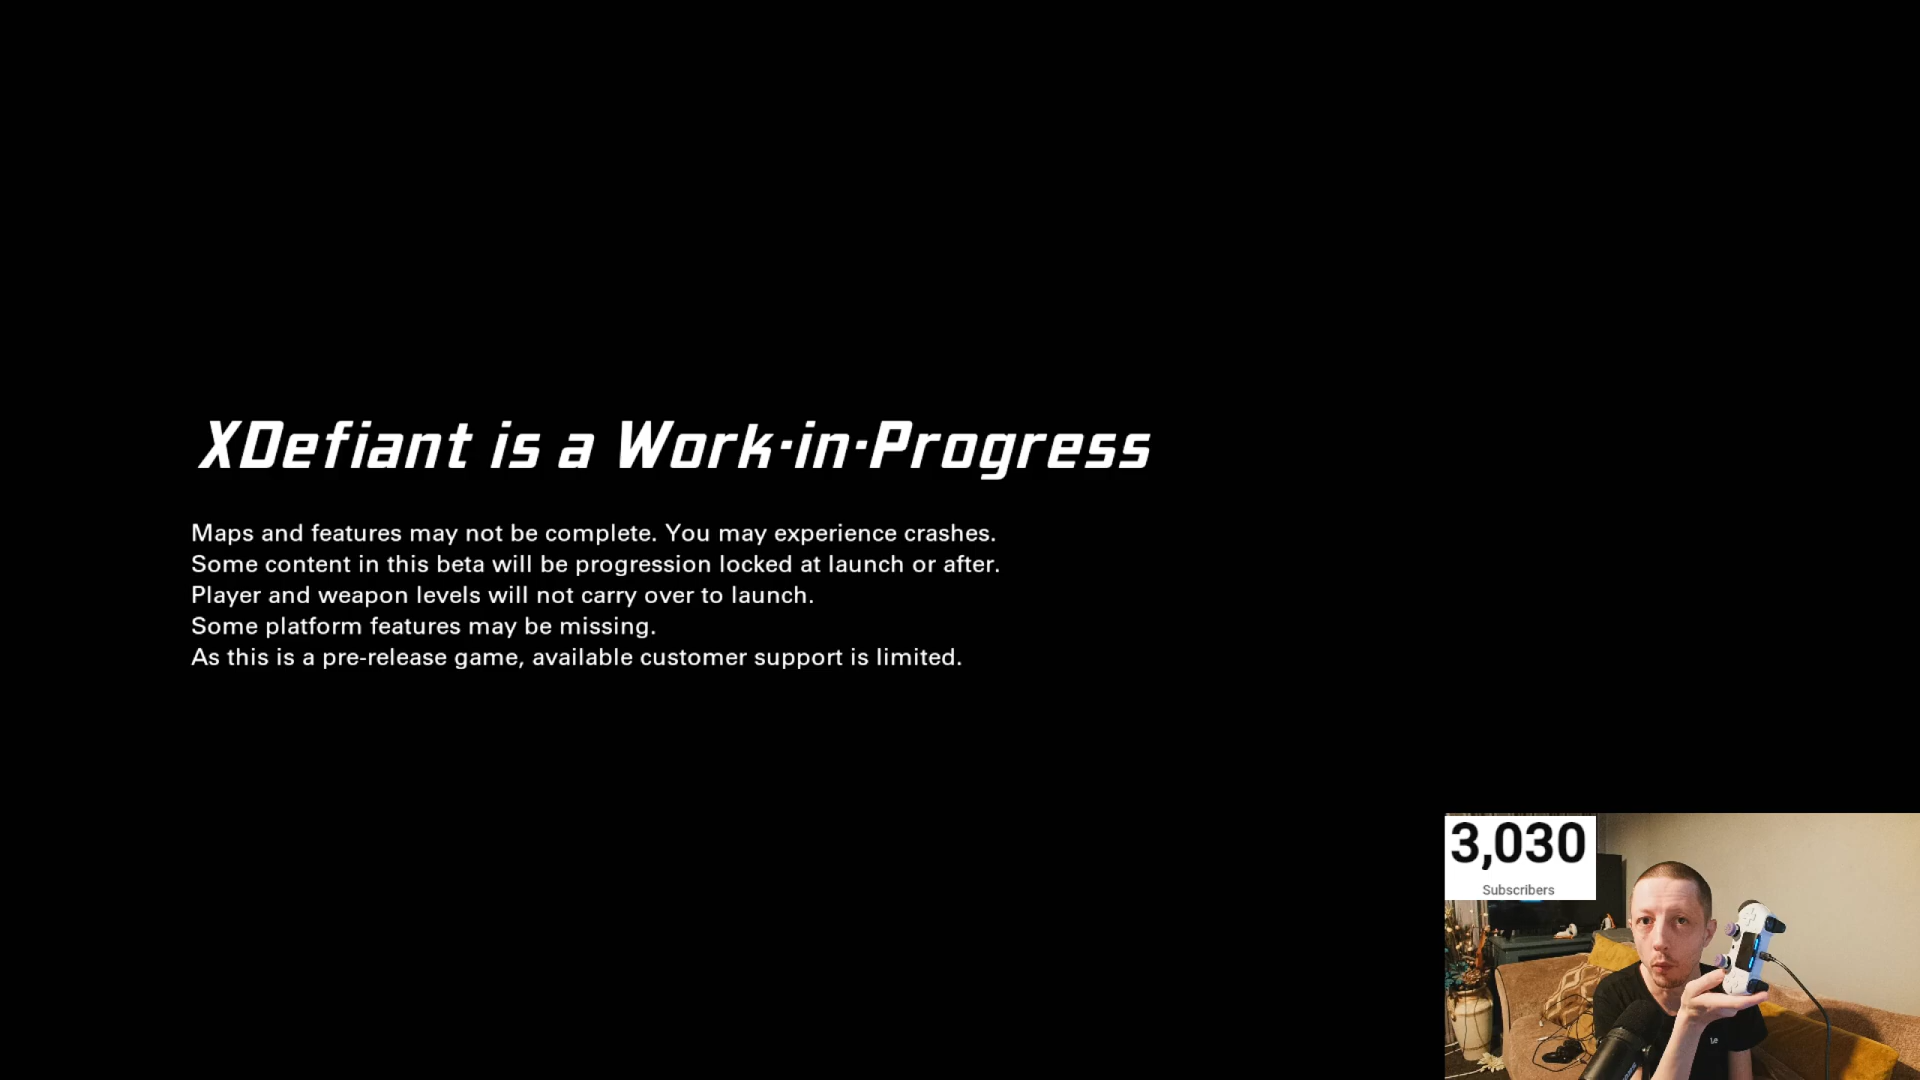 XDefiant is a Work-in-Progress
Maps and features may not be complete. You may experience crashes.
Some content in this beta will be progression locked at launch or after.
Player and weapon levels will not carry over to launch.
Some platform features may be missing.
As this is a pre-release game, available customer support is limited.
3,030
Subscribers